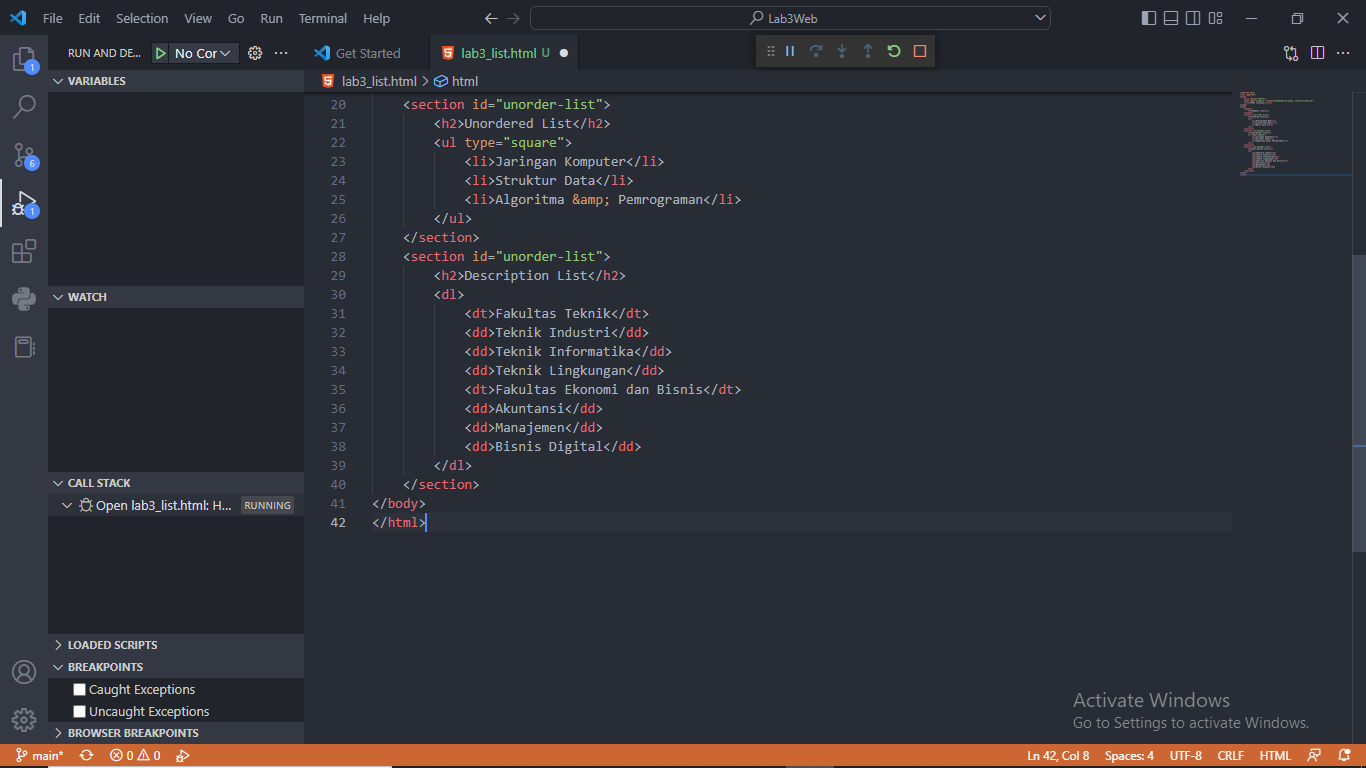 File Edit Selection View Go Run Terminal Help Lab3Web
RUN AND DE... No Cor Get Started lab3_list.html U
lab3_list.html > html
VARIABLES
WATCH
CALL STACK
Open lab3_list.html: H... RUNNING
LOADED SCRIPTS
BREAKPOINTS
Caught Exceptions
Uncaught Exceptions
BROWSER BREAKPOINTS
1
6
1
20 <section id="unorder-list">
21 <h2>Unordered List</h2>
22 <ul type="square">
23 <li>Jaringan Komputer</li>
24 <li>Struktur Data</li>
25 <li>Algoritma &amp; Pemrograman</li>
26 </ul>
27 </section>
28 <section id="unorder-list">
29 <h2>Description List</h2>
30 <dl>
31 <dt>Fakultas Teknik</dt>
32 <dd>Teknik Industri</dd>
33 <dd>Teknik Informatika</dd>
34 <dd>Teknik Lingkungan</dd>
35 <dt>Fakultas Ekonomi dan Bisnis</dt>
36 <dd>Akuntansi</dd>
37 <dd>Manajemen</dd>
38 <dd>Bisnis Digital</dd>
39 </dl>
40 </section>
41 </body>
42 </html>
Activate Windows
Go to Settings to activate Windows.
main* 0 0 Ln 42, Col 8 Spaces: 4 UTF-8 CRLF HTML